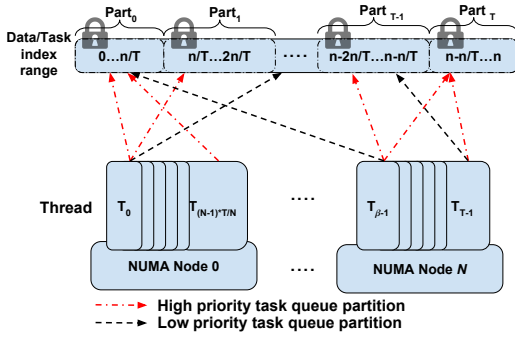 Part0 Part1 Part T-1 Part T
Data/Task
index
range
0...n/T n/T...2n/T .... n-2n/T...n-n/T n-n/T...n
Thread
T0 T(N-1)*T/N .... Tβ-1 TT-1
NUMA Node 0 .... NUMA Node N
High priority task queue partition
Low priority task queue partition